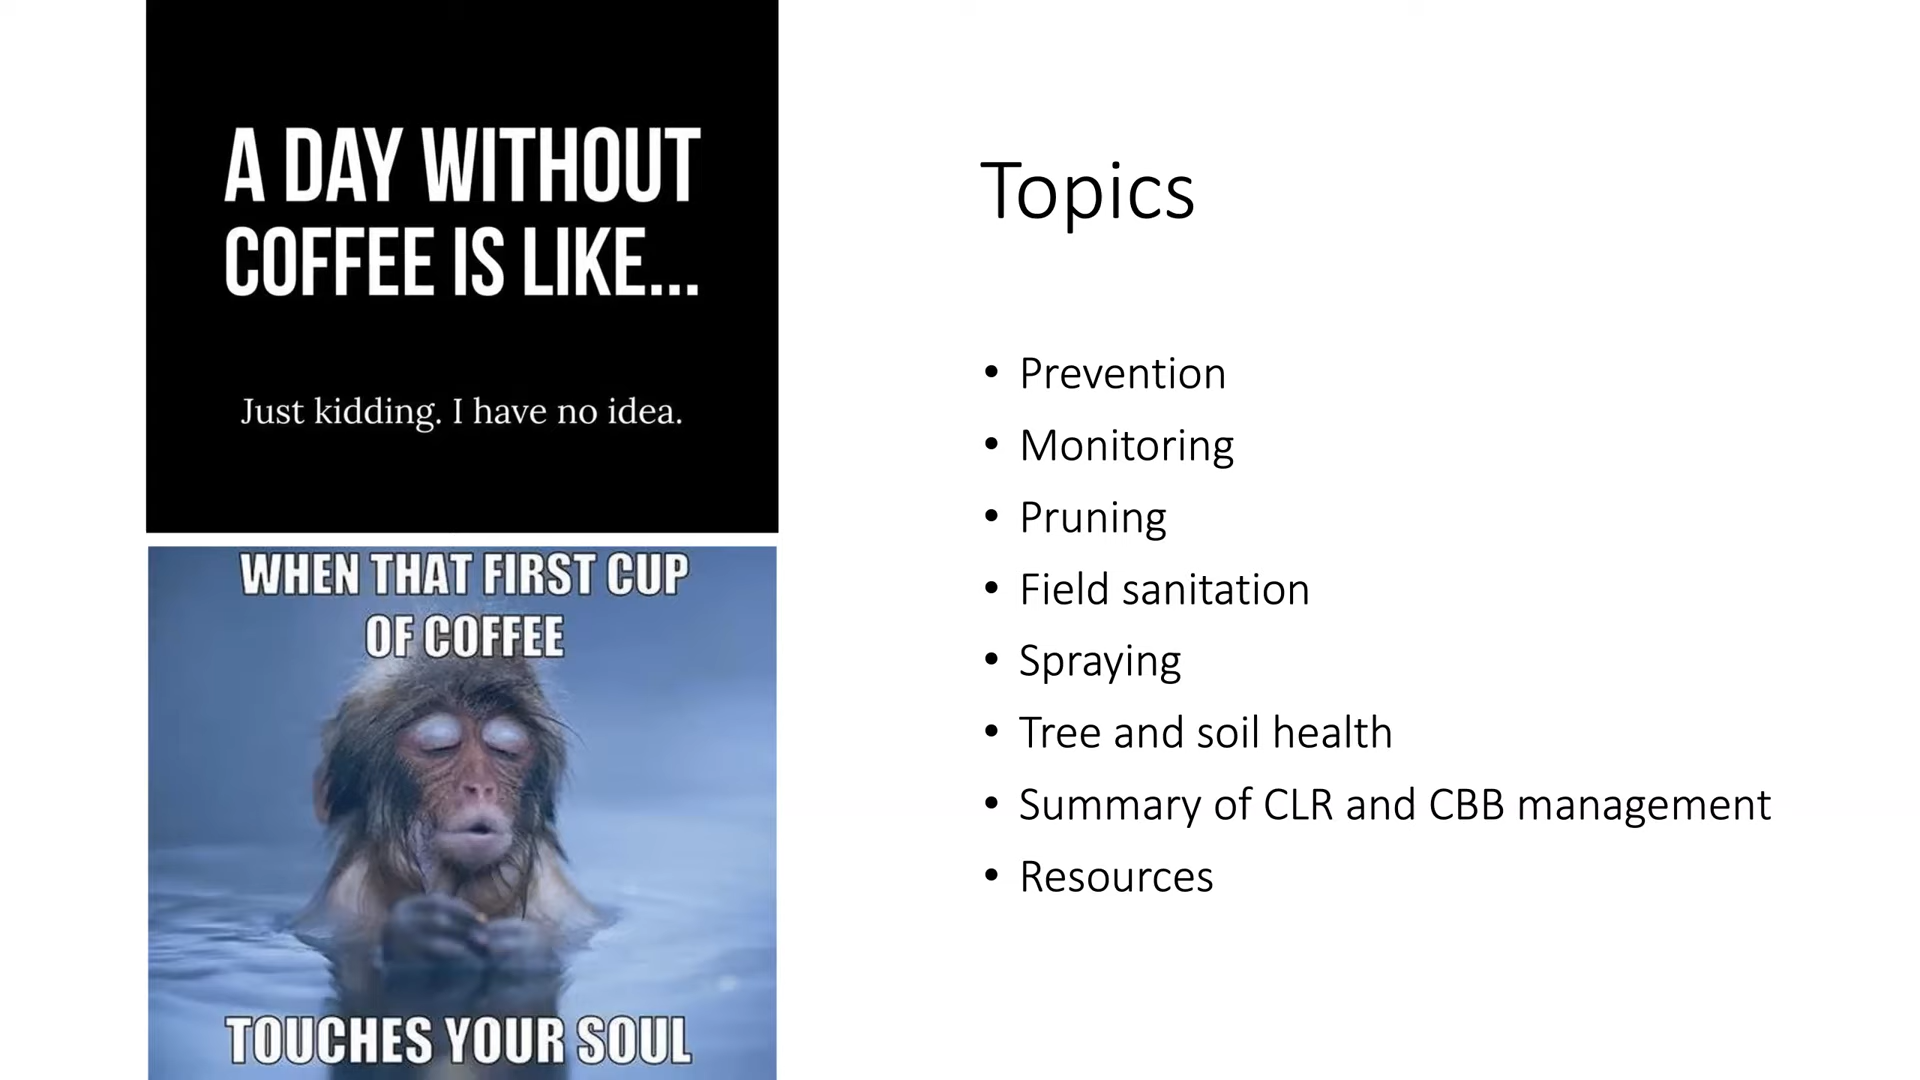 A DAY WITHOUT
COFFEE IS LIKE...
Just kidding. I have no idea.
WHEN THAT FIRST CUP
OF COFFEE
TOUCHES YOUR SOUL
Topics
• Prevention
• Monitoring
• Pruning
• Field sanitation
• Spraying
• Tree and soil health
• Summary of CLR and CBB management
• Resources